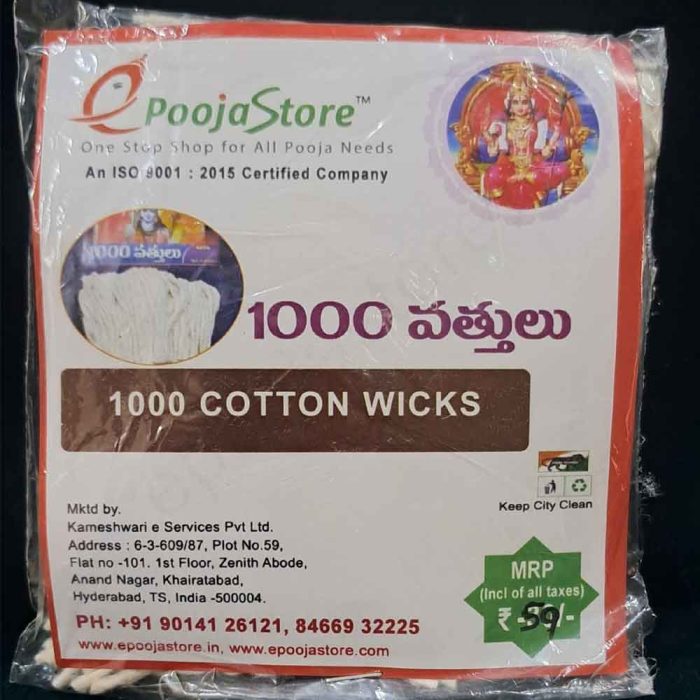 ePoojaStore™
One Stop Shop for All Pooja Needs
An ISO 9001 : 2015 Certified Company
1000 వత్తులు
1000 వత్తులు
1000 COTTON WICKS
Keep City Clean
Mktd by.
Kameshwari e Services Pvt Ltd.
Address : 6-3-609/87, Plot No.59,
Flat no -101. 1st Floor, Zenith Abode,
Anand Nagar, Khairatabad,
Hyderabad, TS, India -500004.
PH: +91 90141 26121, 84669 32225
www.epoojastore.in, www.epoojastore.com
MRP
(Incl of all taxes)
₹ 59/-